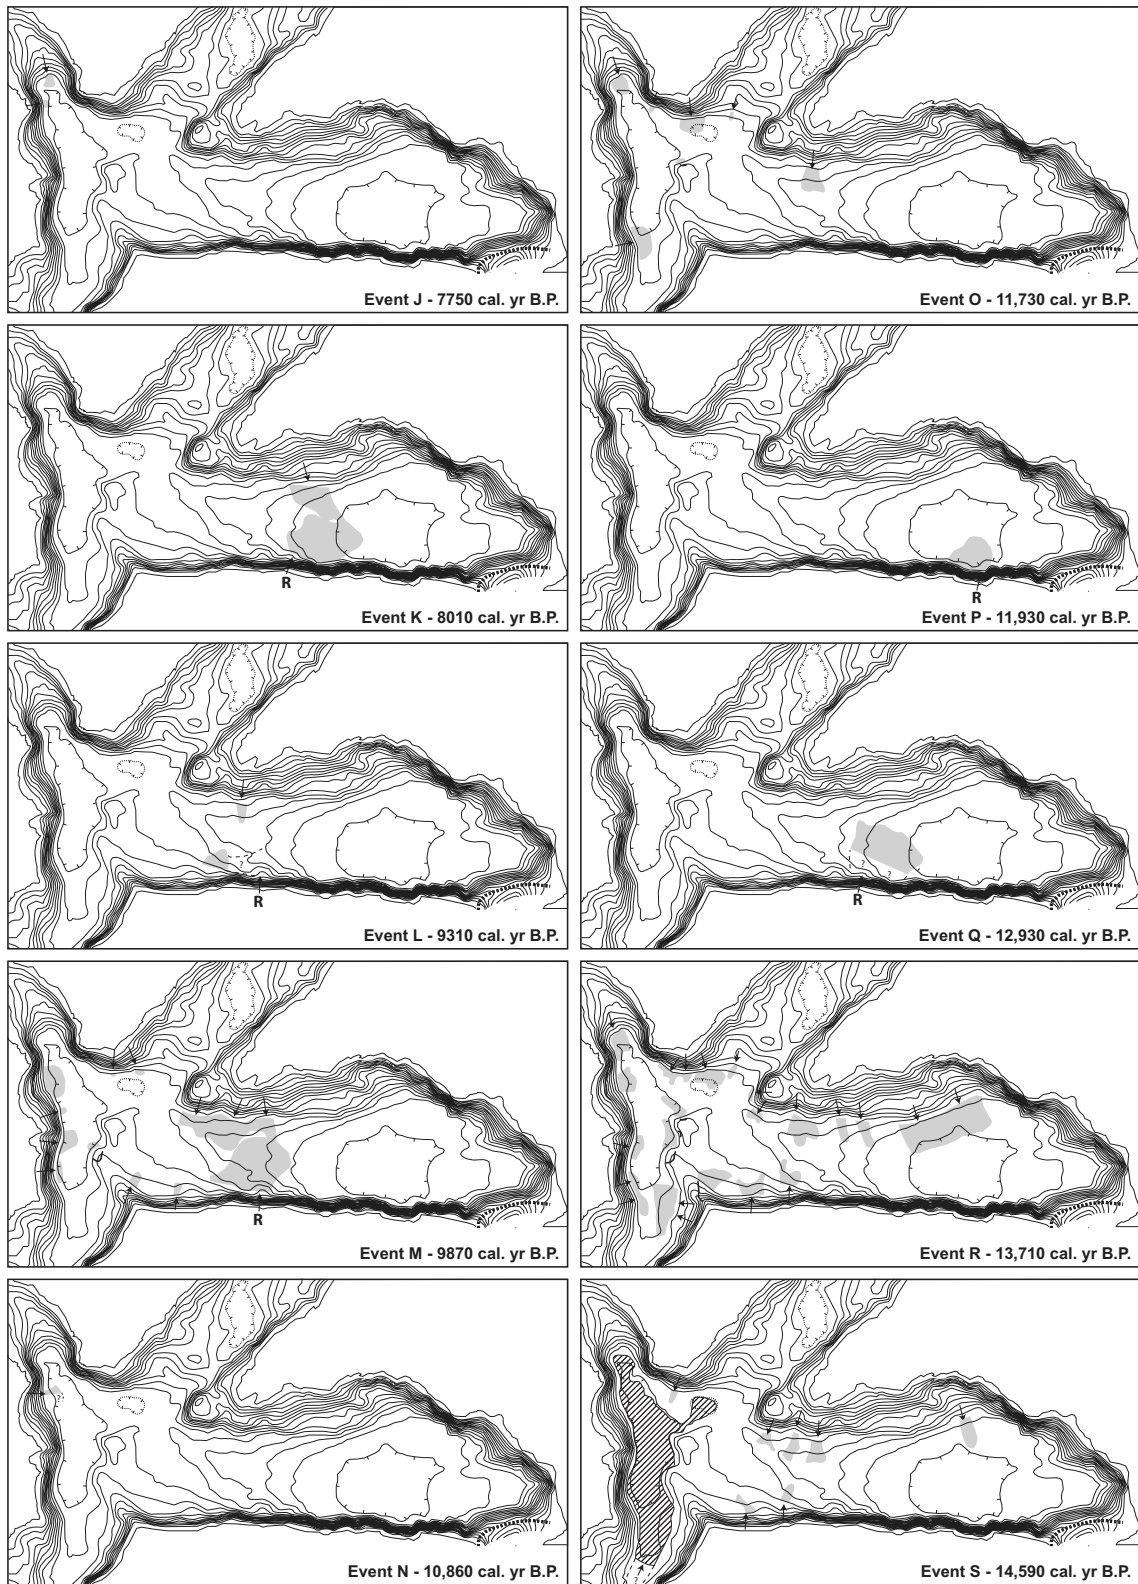 Event J - 7750 cal. yr B.P.
Event O - 11,730 cal. yr B.P.
R
Event K - 8010 cal. yr B.P.
R
Event P - 11,930 cal. yr B.P.
?
R
Event L - 9310 cal. yr B.P.
?
?
R
Event Q - 12,930 cal. yr B.P.
R
Event M - 9870 cal. yr B.P.
Event R - 13,710 cal. yr B.P.
?
Event N - 10,860 cal. yr B.P.
?
Event S - 14,590 cal. yr B.P.